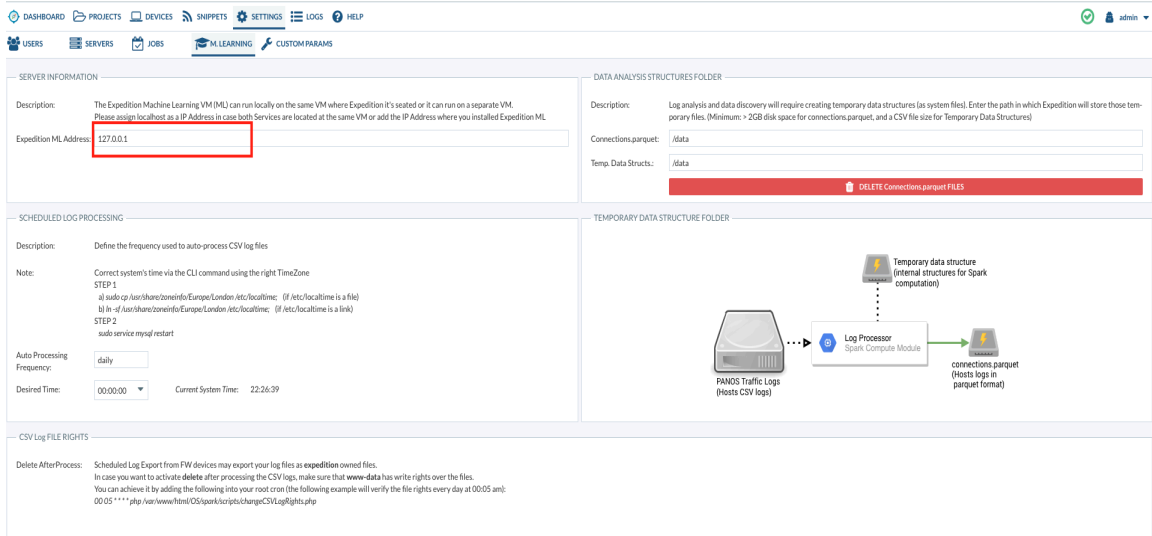 DASHBOARD PROJECTS DEVICES SNIPPETS SETTINGS LOGS HELP admin
USERS SERVERS JOBS M. LEARNING CUSTOM PARAMS
SERVER INFORMATION
Description: The Expedition Machine Learning VM (ML) can run locally on the same VM where Expedition it's seated or it can run on a separate VM.
Please assign localhost as a IP Address in case both Services are located at the same VM or add the IP Address where you installed Expedition ML
Expedition ML Address: 127.0.0.1
DATA ANALYSIS STRUCTURES FOLDER
Description: Log analysis and data discovery will require creating temporary data structures (as system files). Enter the path in which Expedition will store those tem-
porary files. (Minimum: > 2GB disk space for connections.parquet, and a CSV file size for Temporary Data Structures)
Connections.parquet: /data
Temp. Data Structs.: /data
DELETE Connections.parquet FILES
SCHEDULED LOG PROCESSING
Description: Define the frequency used to auto-process CSV log files
Note: Correct system's time via the CLI command using the right TimeZone
STEP 1
a) sudo cp /usr/share/zoneinfo/Europe/London /etc/localtime; (if /etc/localtime is a file)
b) ln -sf /usr/share/zoneinfo/Europe/London /etc/localtime; (if /etc/localtime is a link)
STEP 2
sudo service mysql restart
Auto Processing
Frequency: daily
Desired Time: 00:00:00 Current System Time: 22:26:39
TEMPORARY DATA STRUCTURE FOLDER
Temporary data structure
(internal structures for Spark
computation)
Log Processor
Spark Compute Module
PANOS Traffic Logs
(Hosts CSV logs)
connections.parquet
(Hosts logs in
parquet format)
CSV Log FILE RIGHTS
Delete AfterProcess: Scheduled Log Export from FW devices may export your log files as expedition owned files.
In case you want to activate delete after processing the CSV logs, make sure that www-data has write rights over the files.
You can achieve it by adding the following into your root cron (the following example will verify the file rights every day at 00:05 am):
00 05 * * * * php /var/www/html/OS/spark/scripts/changeCSVLogRights.php